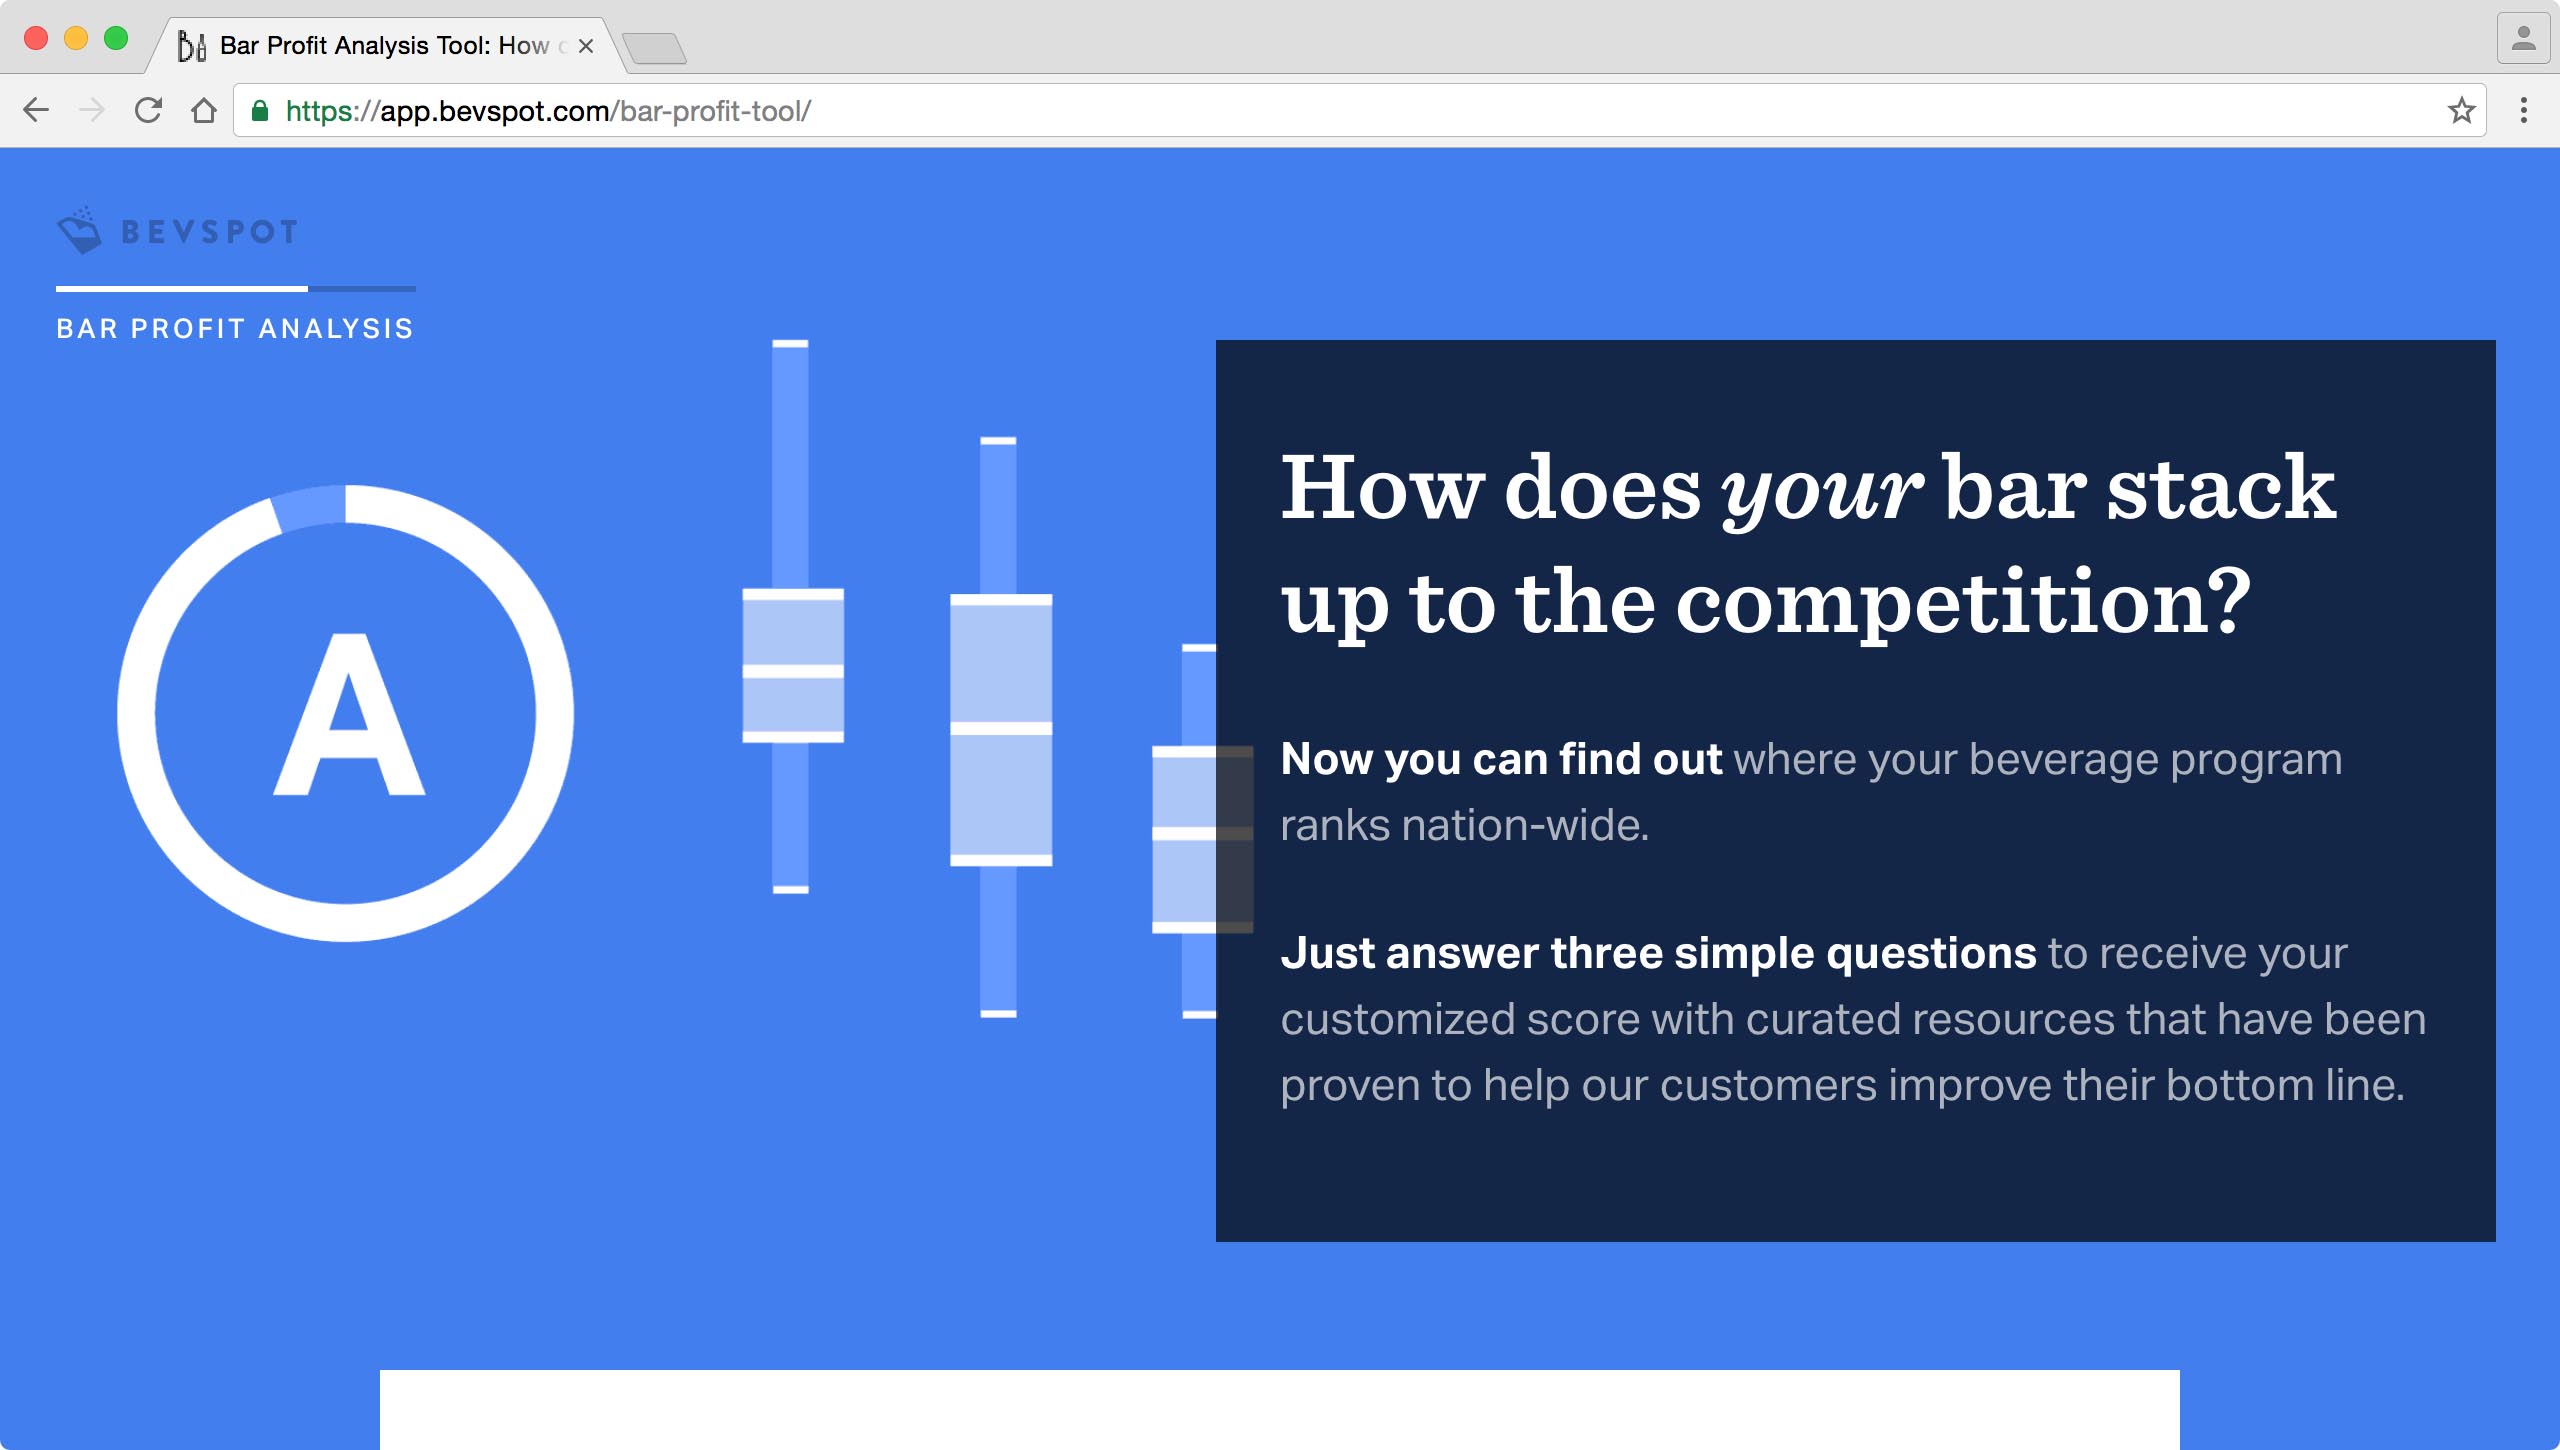 Bar Profit Analysis Tool: How
https://app.bevspot.com/bar-profit-tool/
BEVSPOT
BAR PROFIT ANALYSIS
A
How does your bar stack
up to the competition?
Now you can find out where your beverage program
ranks nation-wide.
Just answer three simple questions to receive your
customized score with curated resources that have been
proven to help our customers improve their bottom line.